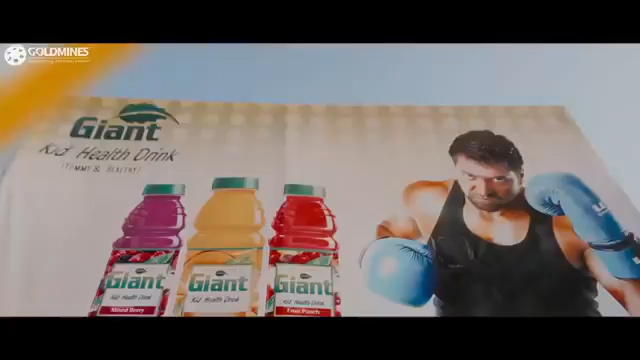 GOLDMINES
Giant
Kid' Health Drink
(YUMMY & HEALTHY)
Giant
Kid' Health Drink
Mixed Berry
Giant
Kid' Health Drink
Giant
Kid' Health Drink
Fruit Punch